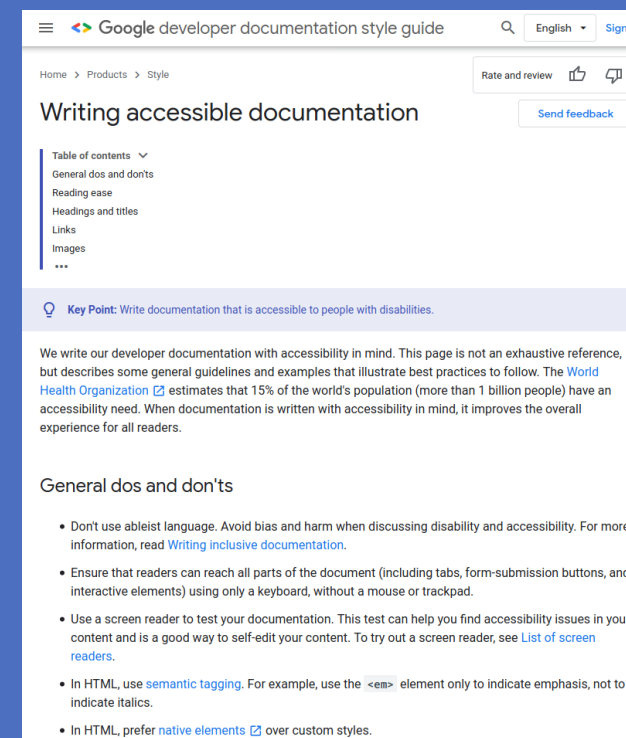 Google developer documentation style guide
English
Sign
Home > Products > Style
Rate and review
Writing accessible documentation
Send feedback
Table of contents
General dos and don'ts
Reading ease
Headings and titles
Links
Images
•••
Key Point: Write documentation that is accessible to people with disabilities.
We write our developer documentation with accessibility in mind. This page is not an exhaustive reference,
but describes some general guidelines and examples that illustrate best practices to follow. The World
Health Organization estimates that 15% of the world's population (more than 1 billion people) have an
accessibility need. When documentation is written with accessibility in mind, it improves the overall
experience for all readers.
General dos and don'ts
• Don't use ableist language. Avoid bias and harm when discussing disability and accessibility. For more
information, read Writing inclusive documentation.
• Ensure that readers can reach all parts of the document (including tabs, form-submission buttons, and
interactive elements) using only a keyboard, without a mouse or trackpad.
• Use a screen reader to test your documentation. This test can help you find accessibility issues in you
content and is a good way to self-edit your content. To try out a screen reader, see List of screen
readers.
• In HTML, use semantic tagging. For example, use the <em> element only to indicate emphasis, not to
indicate italics.
• In HTML, prefer native elements over custom styles.